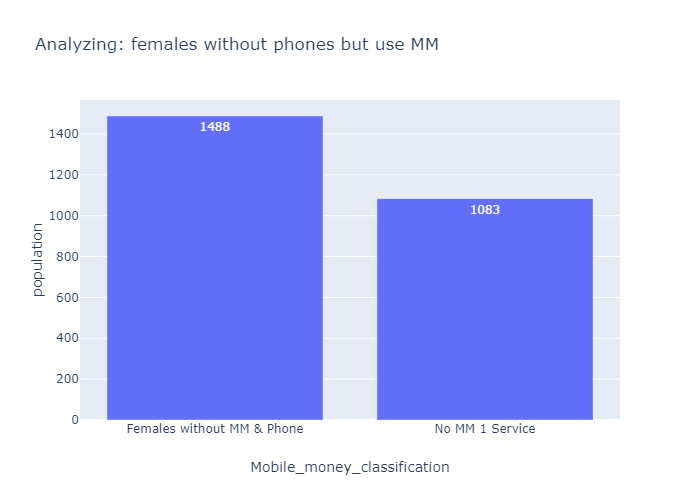 Analyzing: females without phones but use MM
1400
1200
1000
800
600
400
200
0
population
1488
1083
Females without MM & Phone
No MM 1 Service
Mobile_money_classification